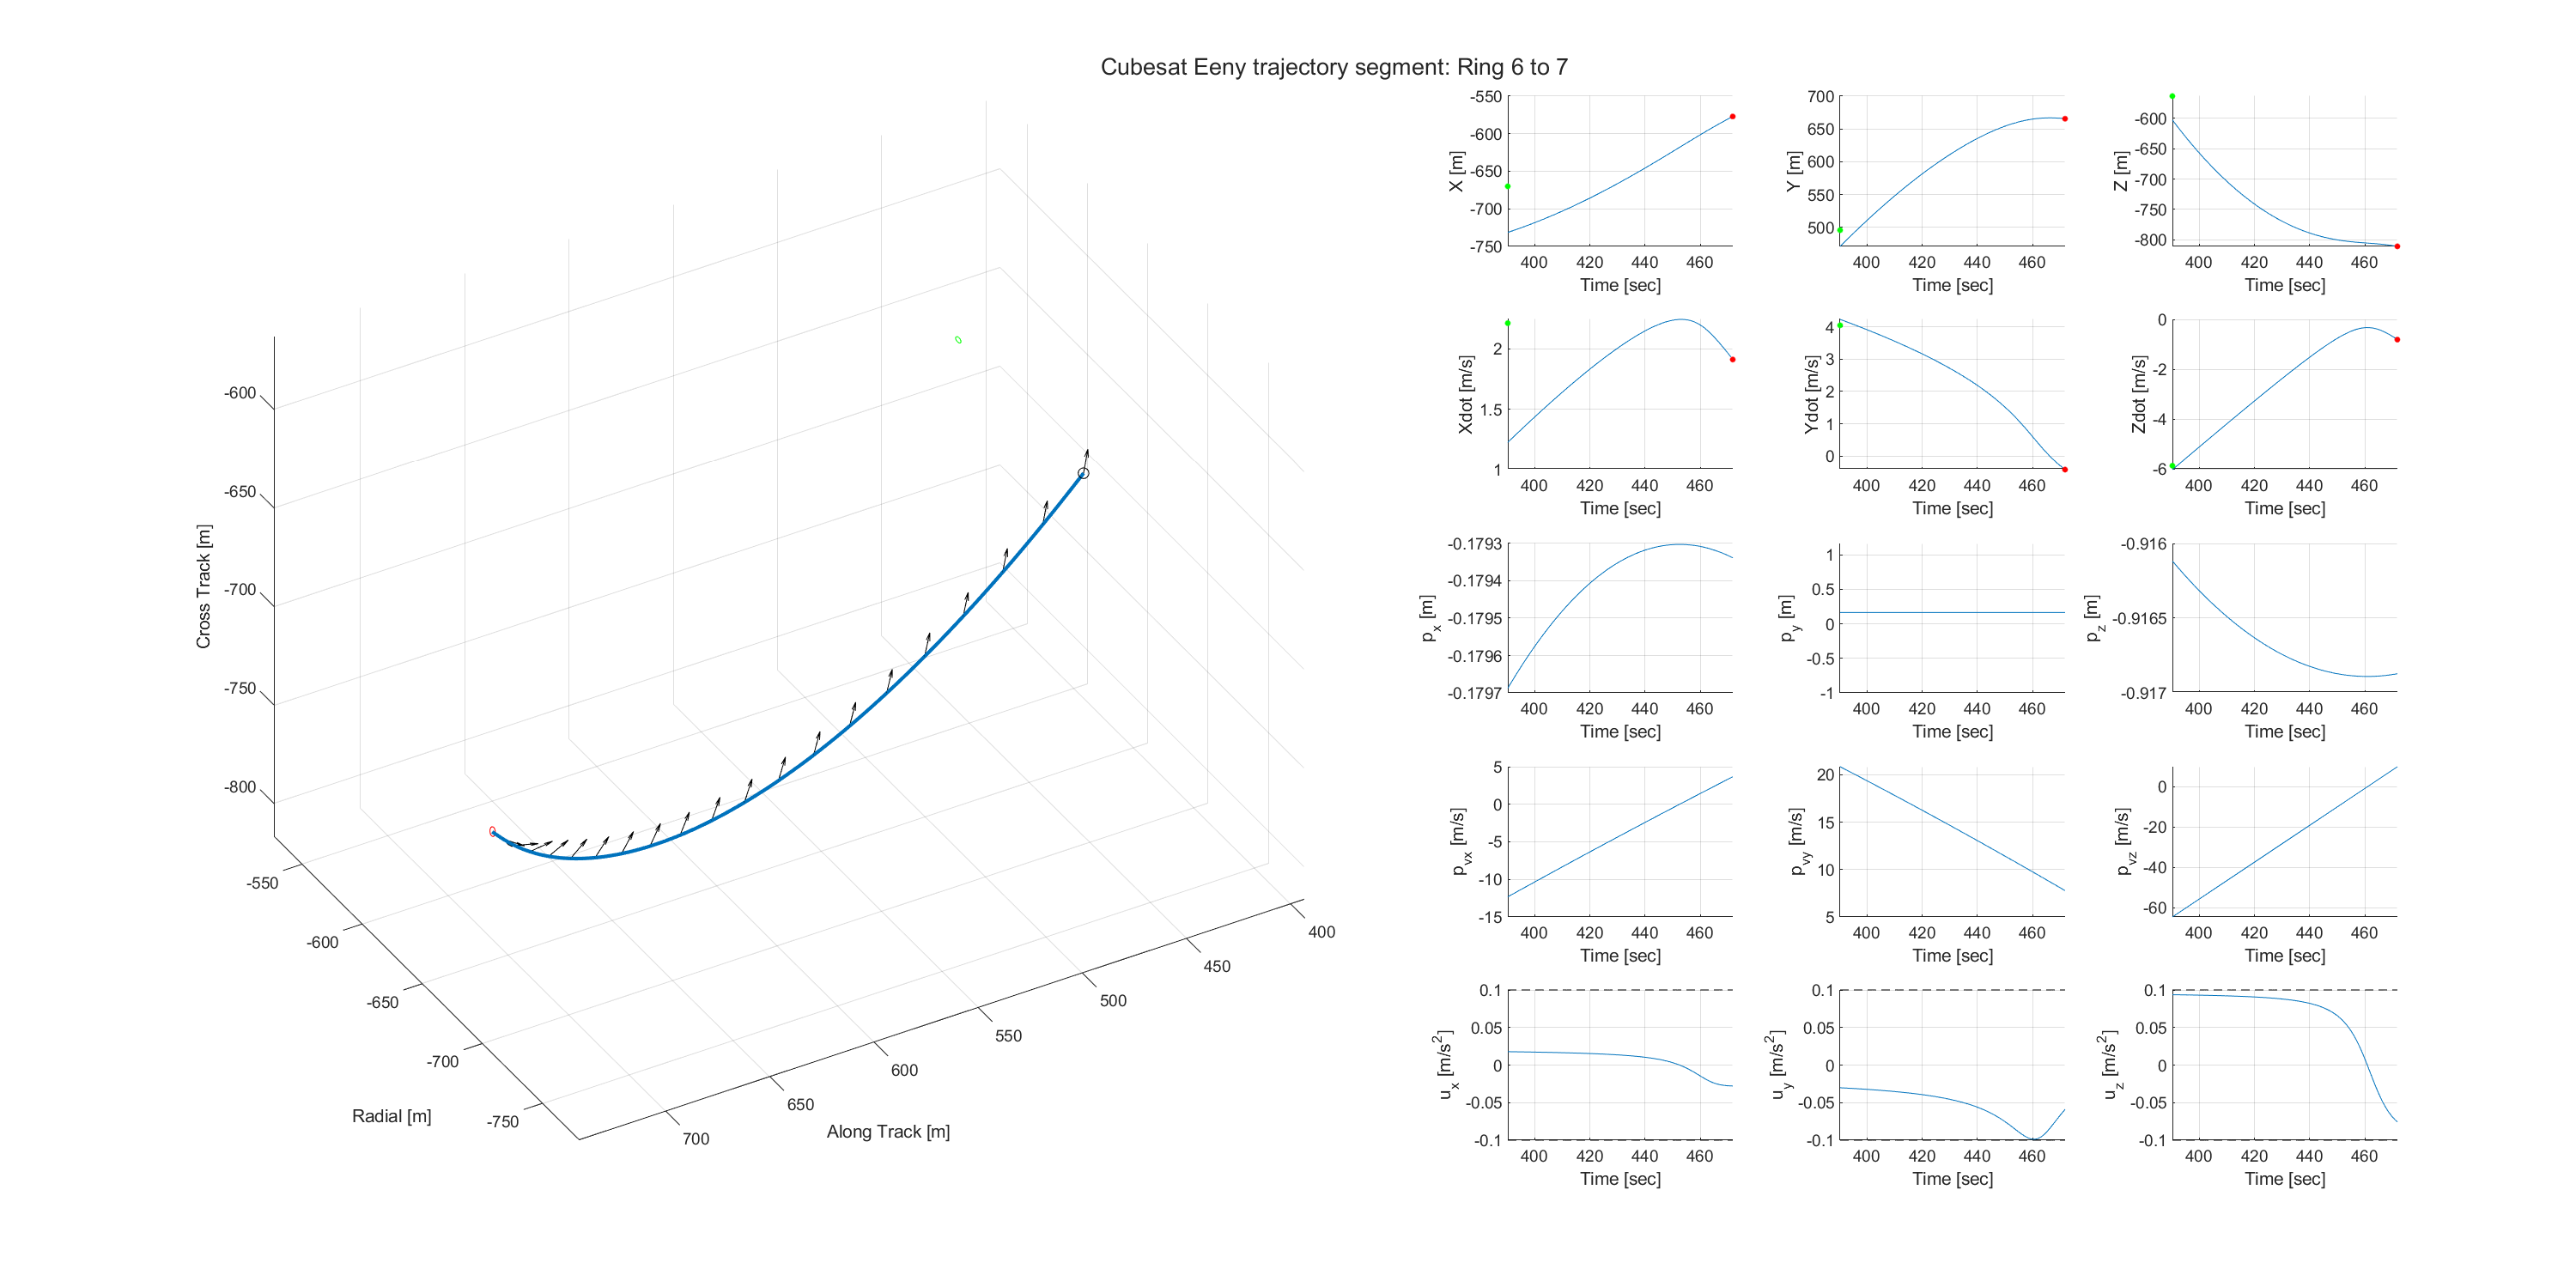 Cubesat Eeny trajectory segment: Ring 6 to 7
-600
-650
-700
-750
-800
Cross Track [m]
-550
-600
-650
-700
-750
Radial [m]
700
650
600
550
500
450
400
Along Track [m]
-550
-600
-650
-700
-750
X [m]
400 420 440 460
Time [sec]
700
650
600
550
500
Y [m]
400 420 440 460
Time [sec]
-600
-650
-700
-750
-800
Z [m]
400 420 440 460
Time [sec]
2
1.5
1
Xdot [m/s]
400 420 440 460
Time [sec]
4
3
2
1
0
Ydot [m/s]
400 420 440 460
Time [sec]
0
-2
-4
-6
Zdot [m/s]
400 420 440 460
Time [sec]
-0.1793
-0.1794
-0.1795
-0.1796
-0.1797
p_x [m]
400 420 440 460
Time [sec]
1
0.5
0
-0.5
-1
p_y [m]
400 420 440 460
Time [sec]
-0.916
-0.9165
-0.917
p_z [m]
400 420 440 460
Time [sec]
5
0
-5
-10
-15
p_vx [m/s]
400 420 440 460
Time [sec]
20
15
10
5
p_vy [m/s]
400 420 440 460
Time [sec]
0
-20
-40
-60
p_vz [m/s]
400 420 440 460
Time [sec]
0.1
0.05
0
-0.05
-0.1
u_x [m/s²]
400 420 440 460
Time [sec]
0.1
0.05
0
-0.05
-0.1
u_y [m/s²]
400 420 440 460
Time [sec]
0.1
0.05
0
-0.05
-0.1
u_z [m/s²]
400 420 440 460
Time [sec]